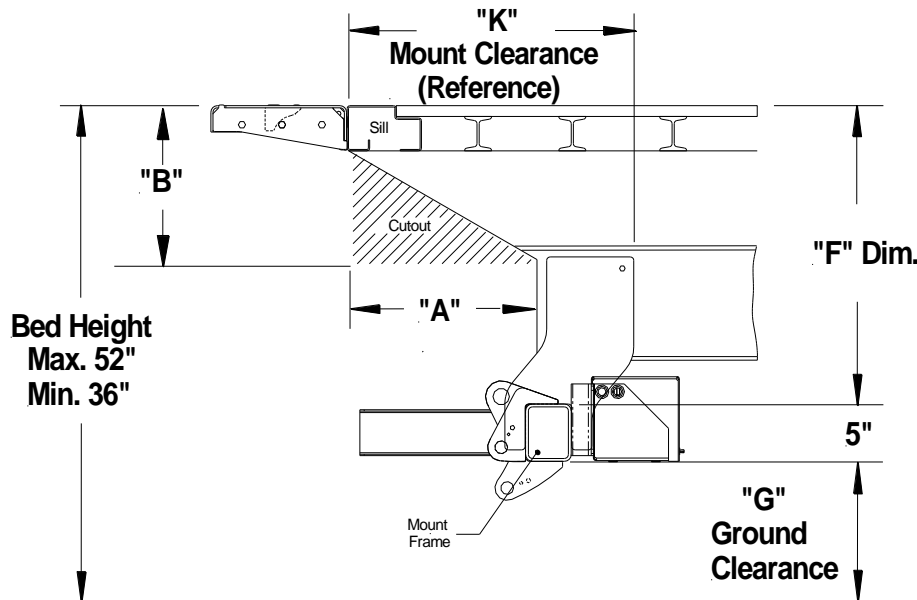 "K"
Mount Clearance
(Reference)
Sill
"B"
Cutout
"F" Dim.
"A"
Bed Height
Max. 52"
Min. 36"
5"
"G"
Ground
Clearance
Mount
Frame